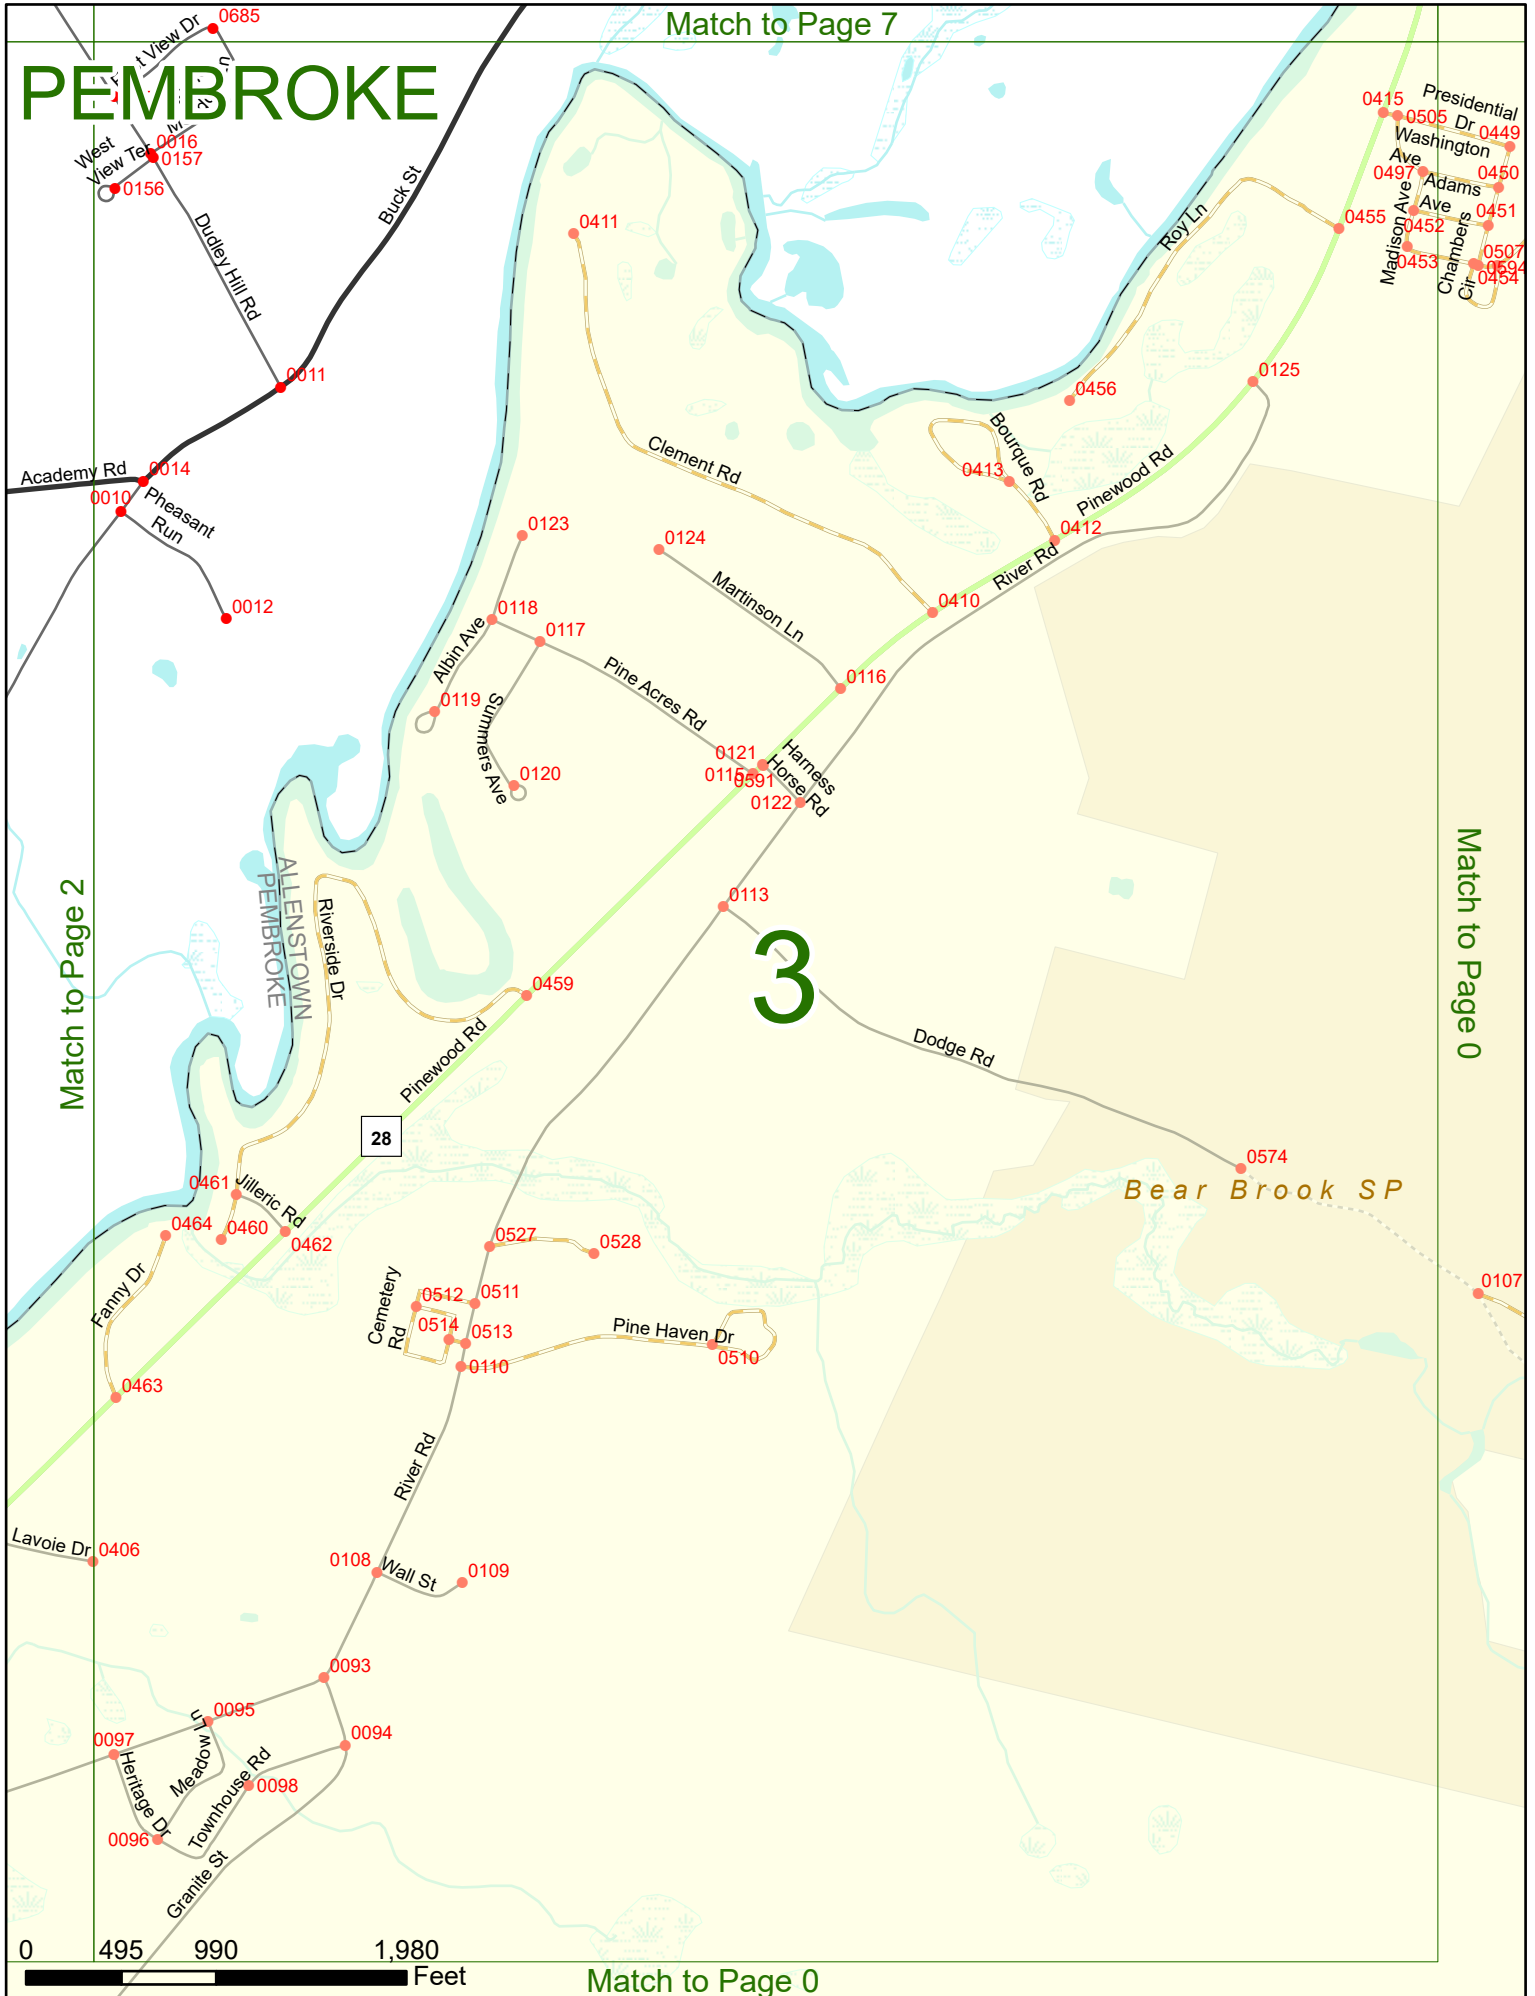 Match to Page 7
PEMBROKE
0685
t View Dr
West
View Ter
0016
0157
0156
Dudley Hill Rd
Buck St
0011
Academy Rd
0014
0010
Pheasant
Run
0012
0411
Clement Rd
0415
0505
Presidential
Dr
0449
Washington
Ave
0497
0450
Adams
Ave
Madison Ave
0452
0451
Chambers
Cir
0453
0507
0594
0454
Roy Ln
0455
0456
0125
Bourque Rd
0413
Pinewood Rd
0412
River Rd
0410
0123
0124
Martinson Ln
0118
0117
Albin Ave
0119
Summers Ave
Pine Acres Rd
0116
0120
0121
0115
0591
Harness
Horse Rd
0122
ALLENSTOWN
PEMBROKE
Riverside Dr
0113
3
Match to Page 2
Match to Page 0
0459
Pinewood Rd
Dodge Rd
28
0574
Bear Brook SP
0461
Jilleric Rd
0464
0460
0462
Fanny Dr
0463
0527
0528
Cemetery
Rd
0512
0511
0514
0513
Pine Haven Dr
0510
0110
0107
River Rd
Lavoie Dr
0406
0108
Wall St
0109
0093
0095
0094
0097
Meadow Ln
Heritage Dr
Townhouse Rd
0098
0096
Granite St
0 495 990 1,980
Feet
Match to Page 0